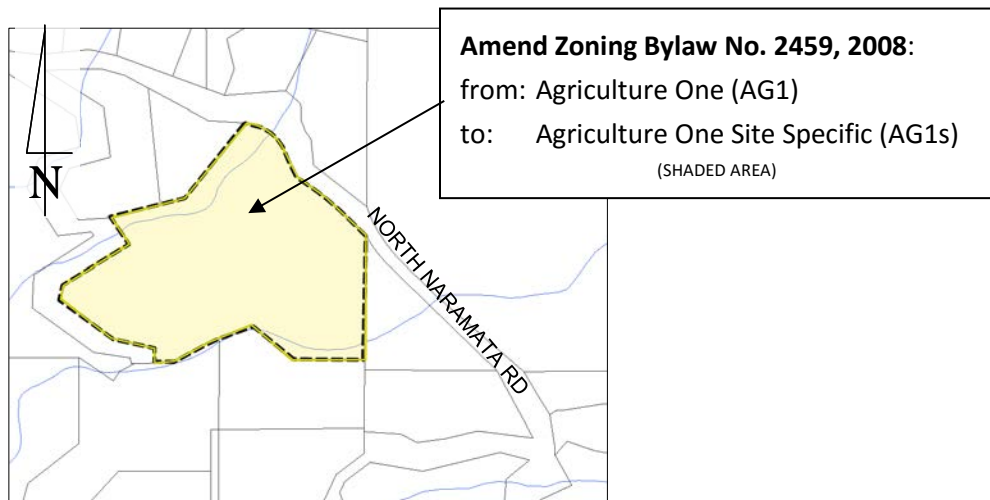 Amend Zoning Bylaw No. 2459, 2008:
from: Agriculture One (AG1)
to: Agriculture One Site Specific (AG1s)
(SHADED AREA)
N
NORTH NARAMATA RD